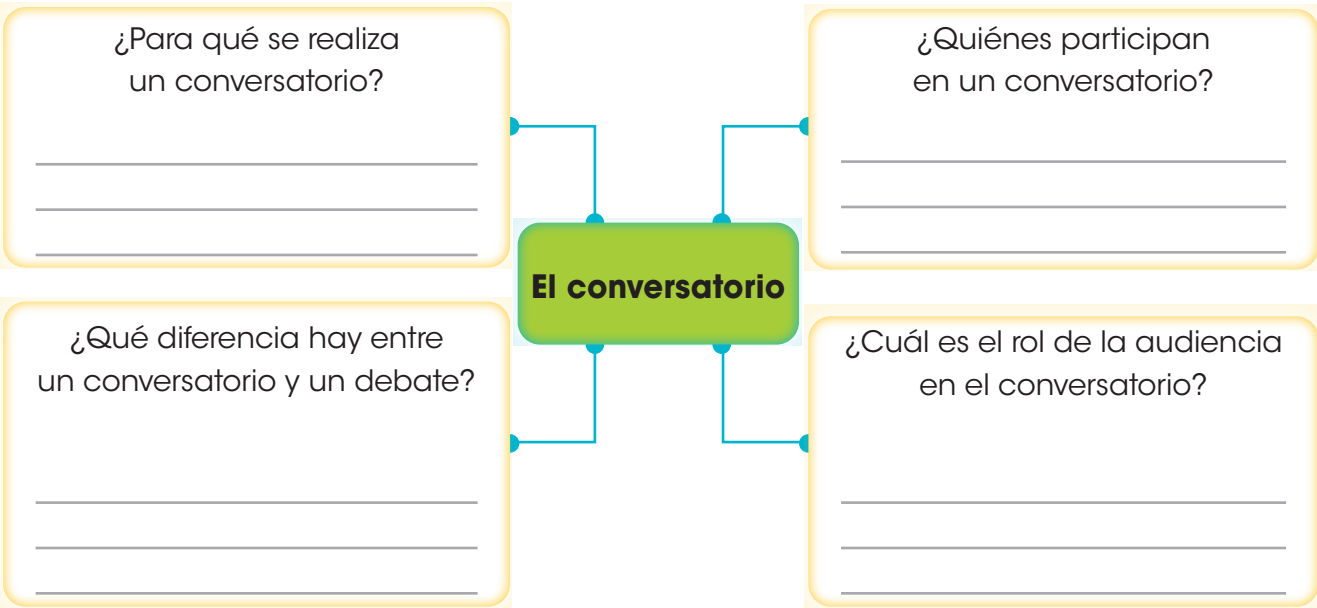 ¿Para qué se realiza
un conversatorio?
¿Quiénes participan
en un conversatorio?
El conversatorio
¿Qué diferencia hay entre
un conversatorio y un debate?
¿Cuál es el rol de la audiencia
en el conversatorio?